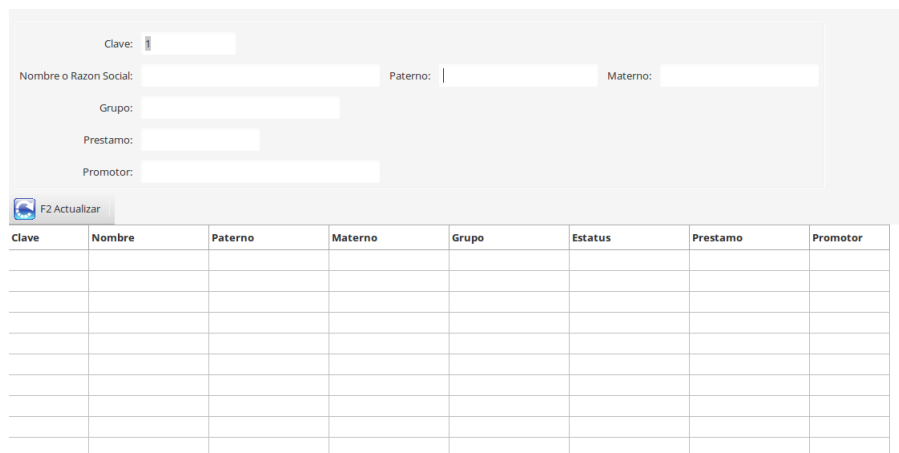 Clave: 1
Nombre o Razon Social: Paterno: Materno:
Grupo:
Prestamo:
Promotor:
F2 Actualizar
Clave Nombre Paterno Materno Grupo Estatus Prestamo Promotor